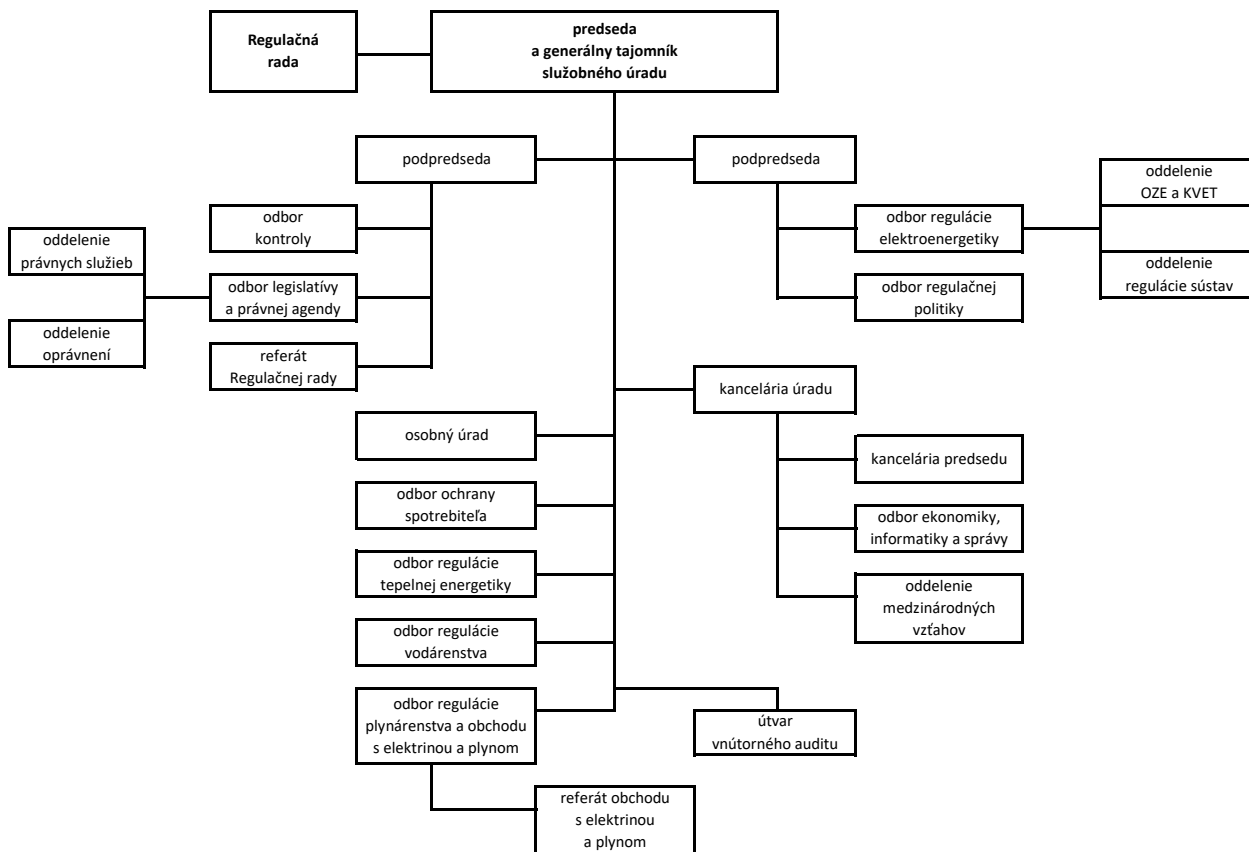 Regulačná
rada
predseda
a generálny tajomník
služobného úradu
podpredseda
podpredseda
oddelenie
OZE a KVET
odbor
kontroly
odbor regulácie
elektroenergetiky
oddelenie
právnych služieb
oddelenie
regulácie sústav
odbor legislatívy
a právnej agendy
odbor regulačnej
politiky
oddelenie
oprávnení
referát
Regulačnej rady
kancelária úradu
osobný úrad
kancelária predsedu
odbor ochrany
spotrebiteľa
odbor ekonomiky,
informatiky a správy
odbor regulácie
tepelnej energetiky
oddelenie
medzinárodných
vzťahov
odbor regulácie
vodárenstva
odbor regulácie
plynárenstva a obchodu
s elektrinou a plynom
útvar
vnútorného auditu
referát obchodu
s elektrinou
a plynom